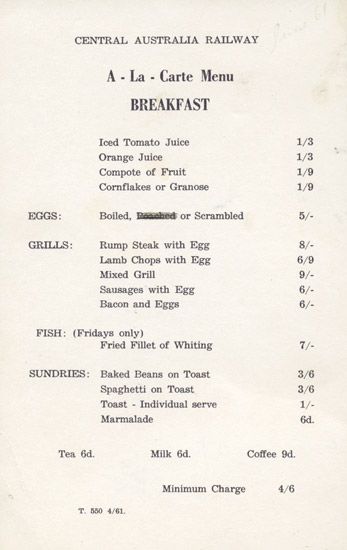 CENTRAL AUSTRALIA RAILWAY
A - La - Carte Menu
BREAKFAST
Iced Tomato Juice 1/3
Orange Juice 1/3
Compote of Fruit 1/9
Cornflakes or Granose 1/9
EGGS: Boiled, Poached or Scrambled 5/-
GRILLS: Rump Steak with Egg 8/-
Lamb Chops with Egg 6/9
Mixed Grill 9/-
Sausages with Egg 6/-
Bacon and Eggs 6/-
FISH: (Fridays only)
Fried Fillet of Whiting 7/-
SUNDRIES: Baked Beans on Toast 3/6
Spaghetti on Toast 3/6
Toast - Individual serve 1/-
Marmalade 6d.
Tea 6d. Milk 6d. Coffee 9d.
Minimum Charge 4/6
T. 550 4/61.